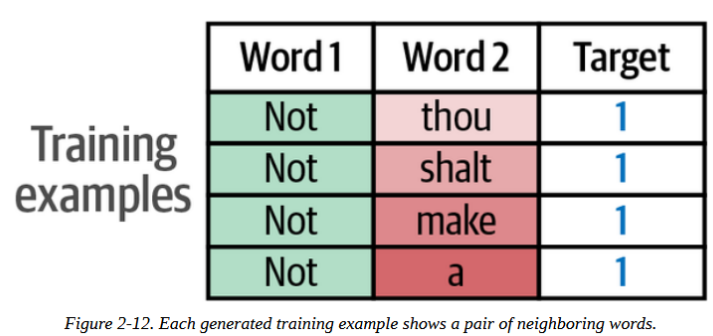 Word 1 Word 2 Target
Training examples
Not thou 1
Not shalt 1
Not make 1
Not a 1
Figure 2-12. Each generated training example shows a pair of neighboring words.